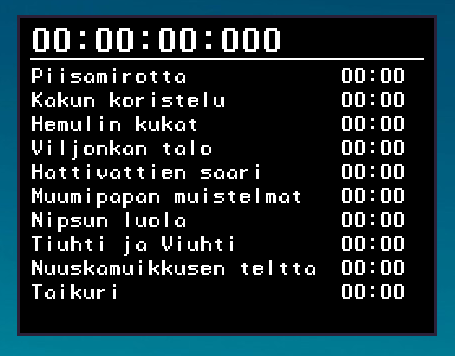 00:00:00:000
Piisamirotta 00:00
Kakun koristelu 00:00
Hemulin kukat 00:00
Viljonkan talo 00:00
Hattivattien saari 00:00
Muumipapan muistelmat 00:00
Nipsun luola 00:00
Tiuhti ja Viuhti 00:00
Nuuskamuikkusen teltta 00:00
Taikuri 00:00